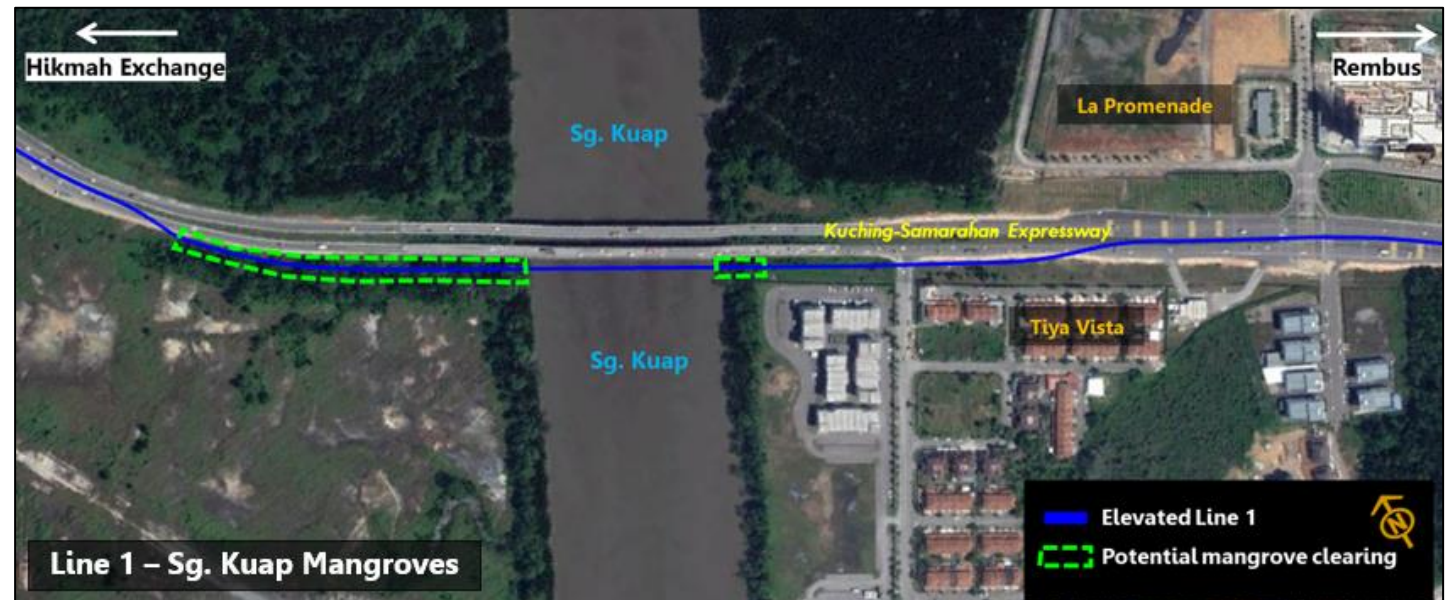 Hikmah Exchange
Rembus
La Promenade
Sg. Kuap
Kuching-Samarahan Expressway
Tiya Vista
Sg. Kuap
Elevated Line 1
Potential mangrove clearing
N
Line 1 – Sg. Kuap Mangroves